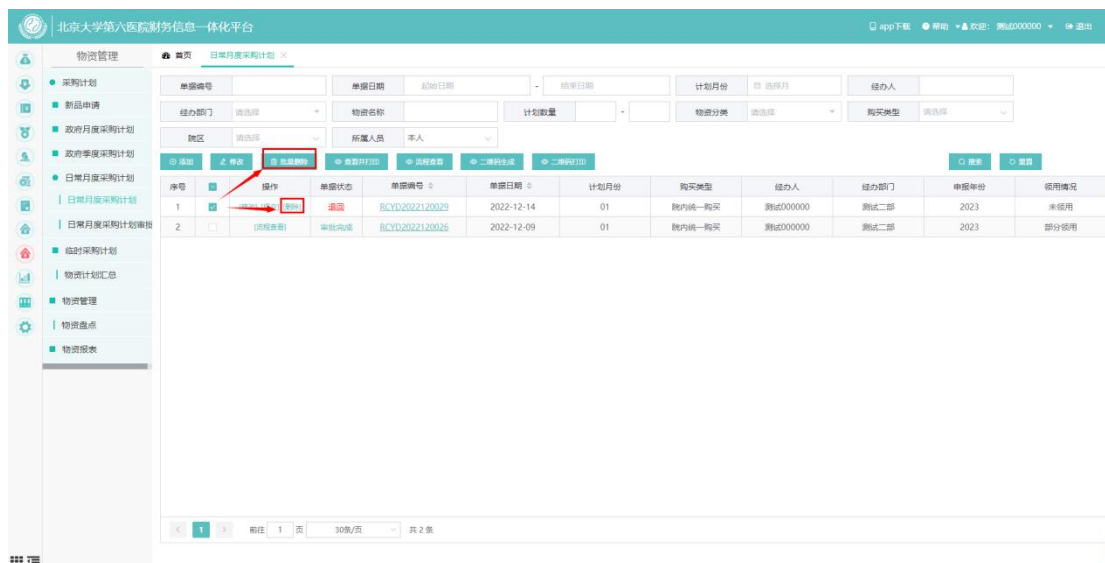 北京大学第六医院财务信息一体化平台 app下载 帮助 欢迎: 测试000000 退出
物资管理 首页 日常月度采购计划 ×
采购计划
新品申请
政府月度采购计划
政府季度采购计划
日常月度采购计划
日常月度采购计划
日常月度采购计划审批
临时采购计划
物资计划汇总
物资管理
物资盘点
物资报表
单据编号 单据日期 起始日期 - 结束日期 计划月份 选择月 经办人
经办部门 请选择 物资名称 计划数量 - 物资分类 请选择 购买类型 请选择
院区 请选择 所属人员 本人
添加 修改 批量删除 查看并打印 流程查看 二维码生成 二维码打印 搜索 重置
序号 操作 单据状态 单据编号 单据日期 计划月份 购买类型 经办人 经办部门 申报年份 领用情况
1 [删除] 退回 RCYD2022120029 2022-12-14 01 院内统一购买 测试000000 测试二部 2023 未领用
2 [流程查看] 审批完成 RCYD2022120026 2022-12-09 01 院内统一购买 测试000000 测试二部 2023 部分领用
< 1 > 前往 1 页 30条/页 共 2 条